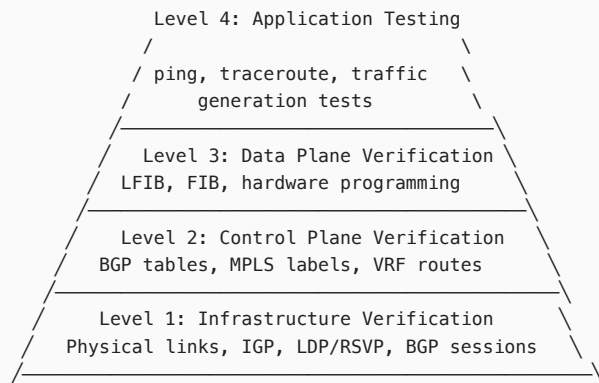 Level 4: Application Testing
ping, traceroute, traffic
generation tests
Level 3: Data Plane Verification
LFIB, FIB, hardware programming
Level 2: Control Plane Verification
BGP tables, MPLS labels, VRF routes
Level 1: Infrastructure Verification
Physical links, IGP, LDP/RSVP, BGP sessions